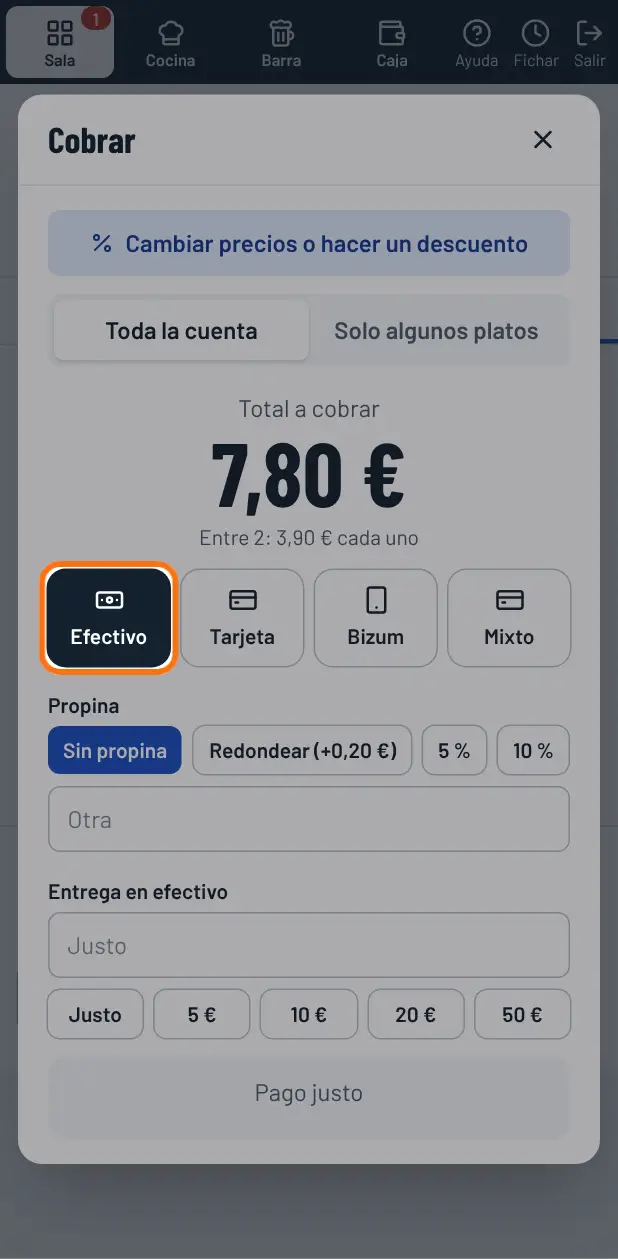 1
Sala Cocina Barra Caja Ayuda Fichar Salir
Cobrar
% Cambiar precios o hacer un descuento
Toda la cuenta Solo algunos platos
Total a cobrar
7,80 €
Entre 2: 3,90 € cada uno
Efectivo Tarjeta Bizum Mixto
Propina
Sin propina Redondear (+0,20 €) 5 % 10 %
Otra
Entrega en efectivo
Justo
Justo 5 € 10 € 20 € 50 €
Pago justo